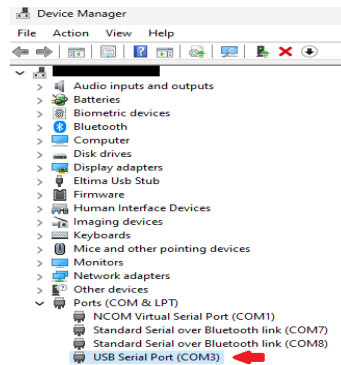 Device Manager
File Action View Help
Audio inputs and outputs
Batteries
Biometric devices
Bluetooth
Computer
Disk drives
Display adapters
Eltima Usb Stub
Firmware
Human Interface Devices
Imaging devices
Keyboards
Mice and other pointing devices
Monitors
Network adapters
Other devices
Ports (COM & LPT)
NCOM Virtual Serial Port (COM1)
Standard Serial over Bluetooth link (COM7)
Standard Serial over Bluetooth link (COM8)
USB Serial Port (COM3)